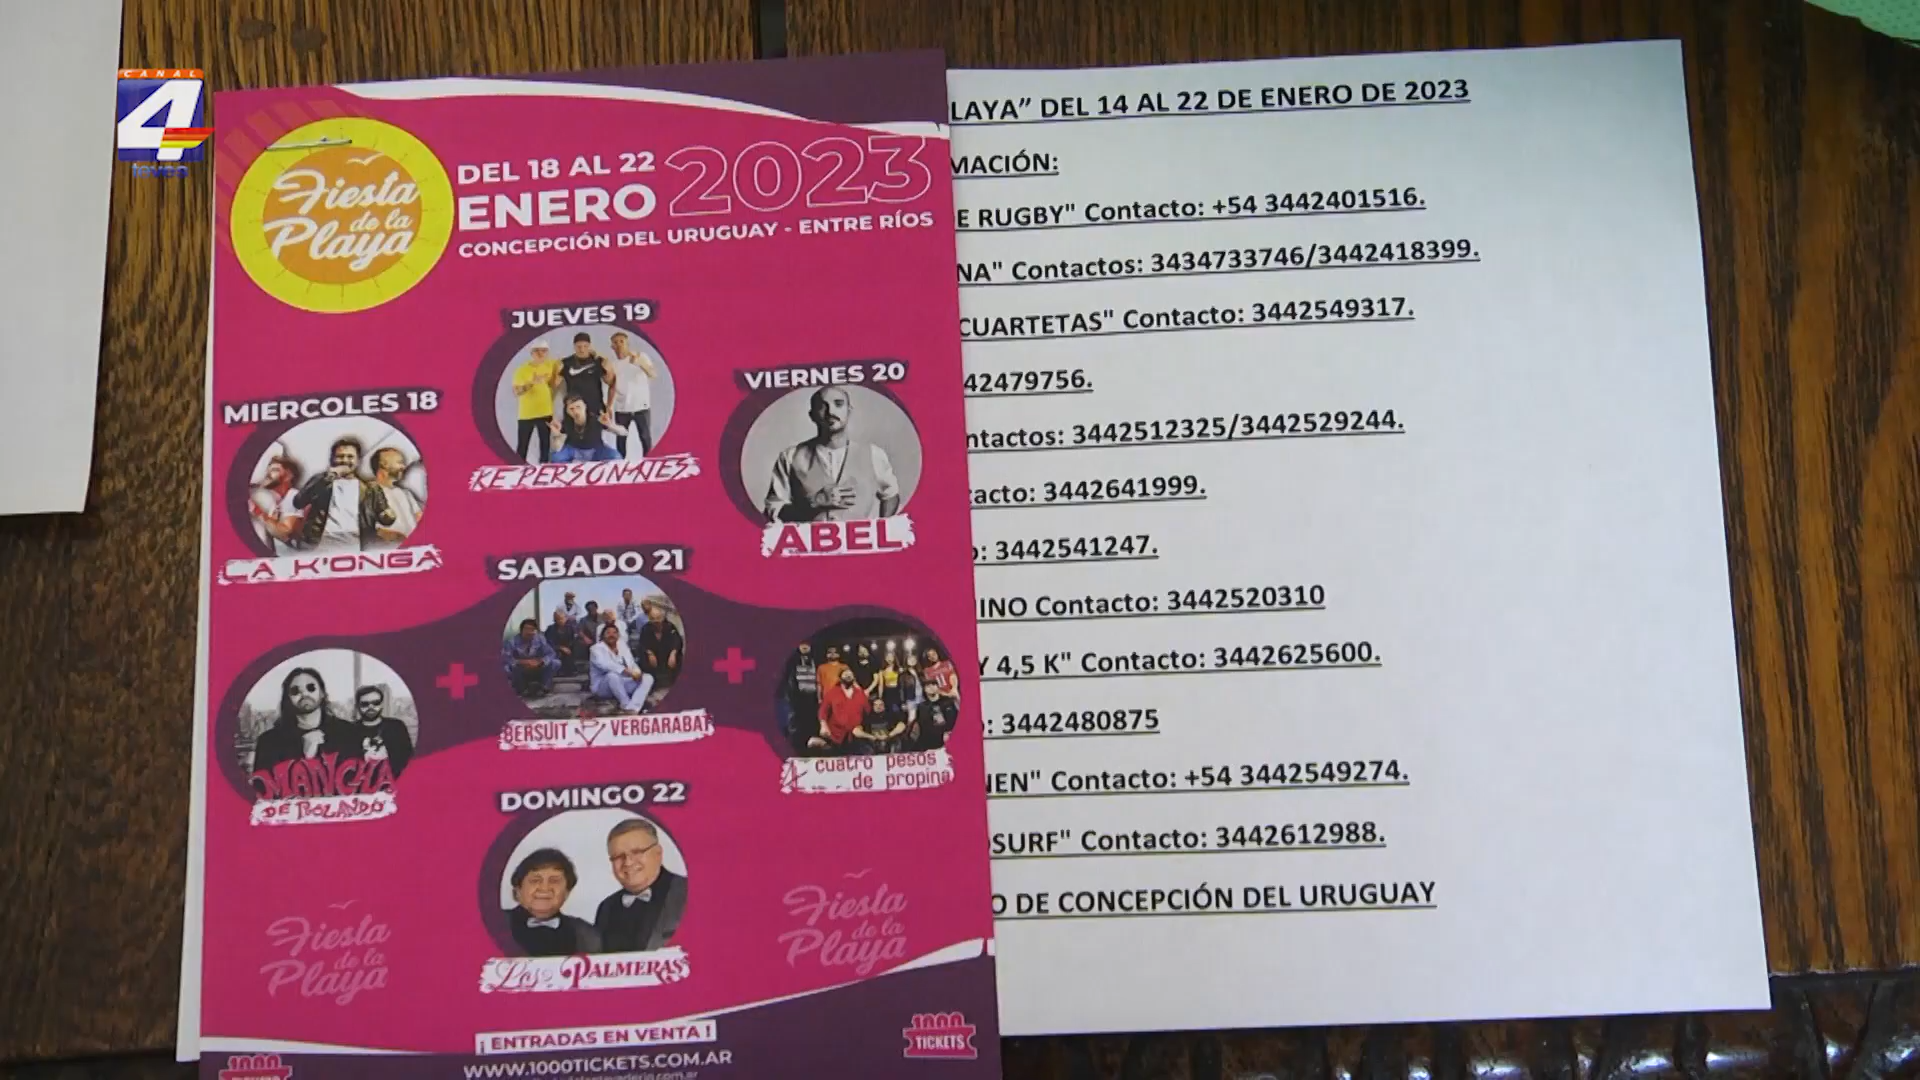 CANAL
4
Fiesta
de la
Playa
DEL 18 AL 22
ENERO 2023
CONCEPCIÓN DEL URUGUAY - ENTRE RÍOS
JUEVES 19
KE PERSONAJES
MIERCOLES 18
LA K'ONGA
VIERNES 20
ABEL
SABADO 21
MANCHA
DE ROLANDO
+
BERSUIT VERGARABAT
+
4 cuatro pesos
de propina
DOMINGO 22
Los PALMERAS
Fiesta
de la
Playa
Fiesta
de la
Playa
¡ENTRADAS EN VENTA!
WWW.1000TICKETS.COM.AR
1000
TICKETS
1000
LAYA” DEL 14 AL 22 DE ENERO DE 2023
MACIÓN:
E RUGBY" Contacto: +54 3442401516.
NA" Contactos: 3434733746/3442418399.
CUARTETAS" Contacto: 3442549317.
42479756.
ntactos: 3442512325/3442529244.
acto: 3442641999.
: 3442541247.
INO Contacto: 3442520310
Y 4,5 K" Contacto: 3442625600.
: 3442480875
NEN" Contacto: +54 3442549274.
SURF" Contacto: 3442612988.
O DE CONCEPCIÓN DEL URUGUAY